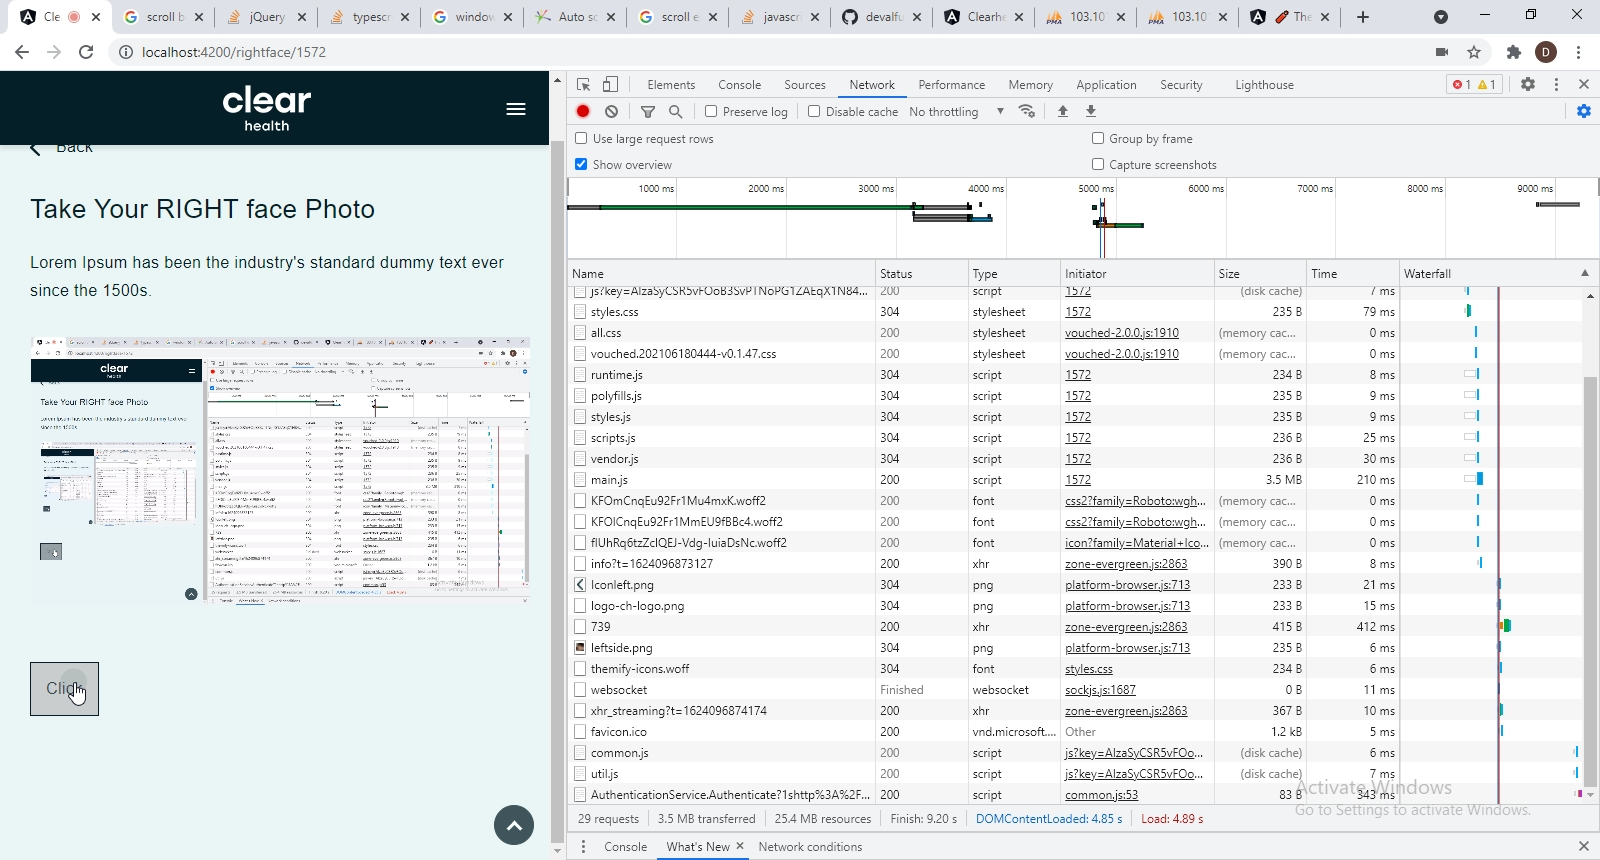 Cle
scroll b
jQuery
typescr
window
Auto sc
scroll e
javascr
devalfu
Clearhe
103.10
103.10
The
localhost:4200/rightface/1572
D
clear
health
Back
Take Your RIGHT face Photo
Lorem Ipsum has been the industry's standard dummy text ever
since the 1500s.
Click
Elements Console Sources Network Performance Memory Application Security Lighthouse 1 1
Preserve log Disable cache No throttling
Use large request rows Group by frame
Show overview Capture screenshots
1000 ms 2000 ms 3000 ms 4000 ms 5000 ms 6000 ms 7000 ms 8000 ms 9000 ms
Name Status Type Initiator Size Time Waterfall
js?key=AlzaSyCSR5vFOoB3SvPTNoPG1ZAEqX1N84... 200 script 1572 (disk cache) 7 ms
styles.css 304 stylesheet 1572 235 B 79 ms
all.css 200 stylesheet vouched-2.0.0.js:1910 (memory cac... 0 ms
vouched.202106180444-v0.1.47.css 200 stylesheet vouched-2.0.0.js:1910 (memory cac... 0 ms
runtime.js 304 script 1572 234 B 8 ms
polyfills.js 304 script 1572 235 B 9 ms
styles.js 304 script 1572 235 B 9 ms
scripts.js 304 script 1572 236 B 25 ms
vendor.js 304 script 1572 236 B 30 ms
main.js 200 script 1572 3.5 MB 210 ms
KFOmCnqEu92Fr1Mu4mxK.woff2 200 font css2?family=Roboto:wgh... (memory cac... 0 ms
KFOlCnqEu92Fr1MmEU9fBBc4.woff2 200 font css2?family=Roboto:wgh... (memory cac... 0 ms
flUhRq6tzZclQEJ-Vdg-IuiaDsNc.woff2 200 font icon?family=Material+Ico... (memory cac... 0 ms
info?t=1624096873127 200 xhr zone-evergreen.js:2863 390 B 8 ms
Iconleft.png 304 png platform-browser.js:713 233 B 21 ms
logo-ch-logo.png 304 png platform-browser.js:713 233 B 15 ms
739 200 xhr zone-evergreen.js:2863 415 B 412 ms
leftside.png 304 png platform-browser.js:713 235 B 6 ms
themify-icons.woff 304 font styles.css 234 B 6 ms
websocket Finished websocket sockjs.js:1687 0 B 11 ms
xhr_streaming?t=1624096874174 200 xhr zone-evergreen.js:2863 367 B 10 ms
favicon.ico 200 vnd.microsoft.... Other 1.2 kB 5 ms
common.js 200 script js?key=AlzaSyCSR5vFOo... (disk cache) 6 ms
util.js 200 script js?key=AlzaSyCSR5vFOo... (disk cache) 7 ms
AuthenticationService.Authenticate?1shttp%3A%2F... 200 script common.js:53 83 B 343 ms
Activate Windows
Go to Settings to activate Windows.
29 requests 3.5 MB transferred 25.4 MB resources Finish: 9.20 s DOMContentLoaded: 4.85 s Load: 4.89 s
Console What's New Network conditions